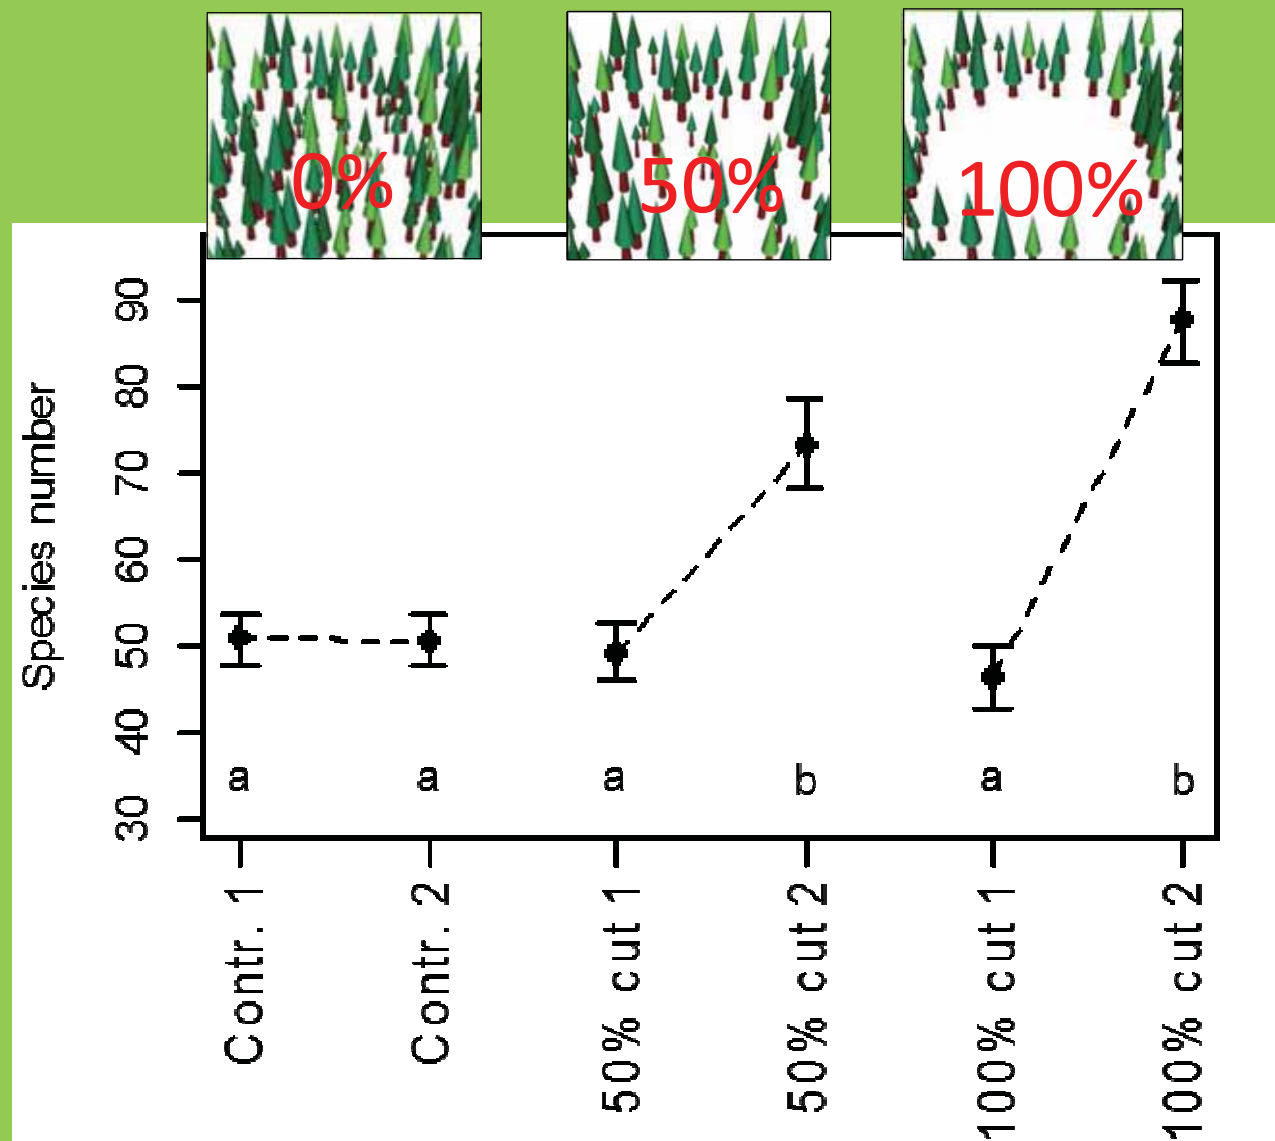 0% 50% 100%
Species number
90
80
70
60
50
40
30
a a a b a b
Contr. 1
Contr. 2
50% cut 1
50% cut 2
100% cut 1
100% cut 2